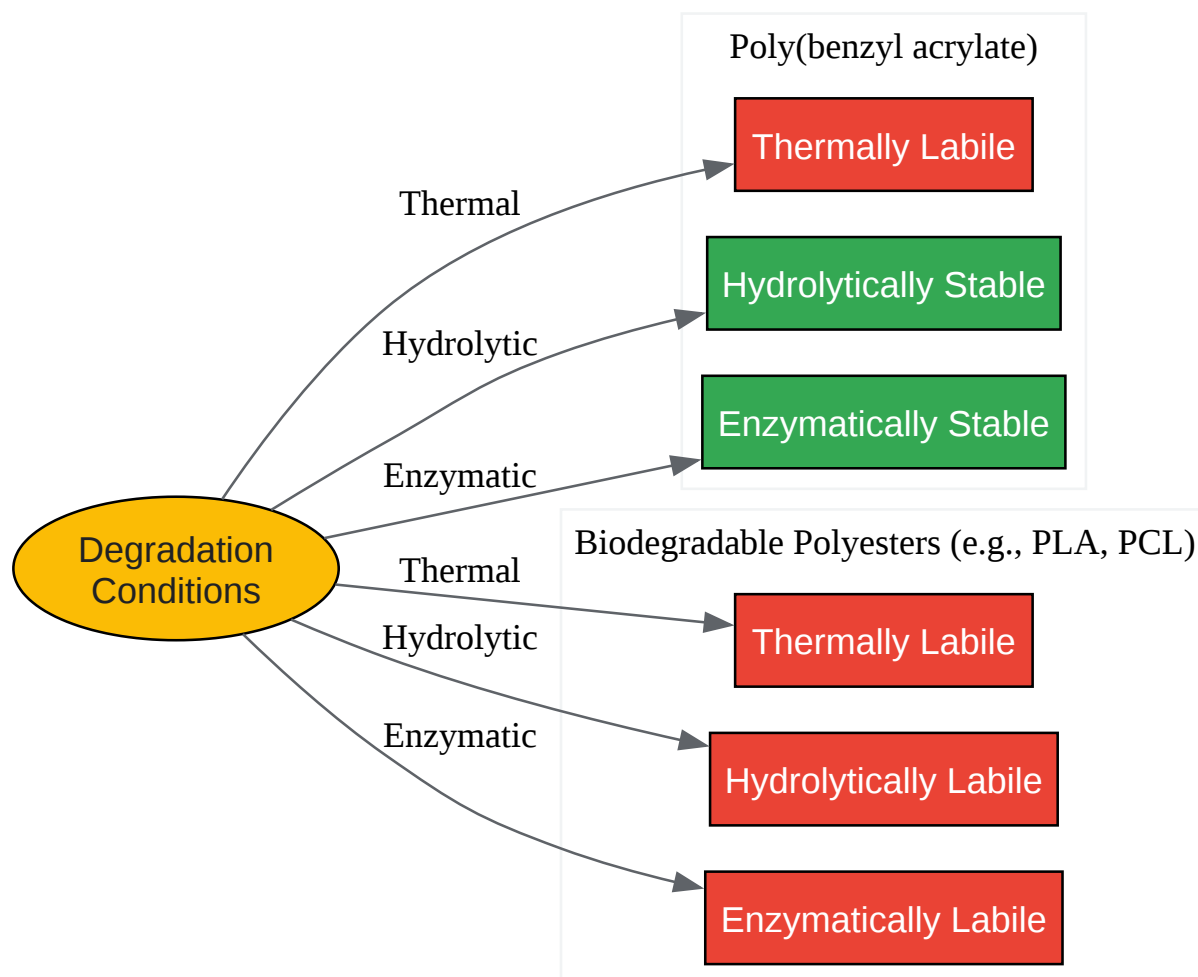 Poly(benzyl acrylate)
Thermally Labile
Thermal
Hydrolytically Stable
Hydrolytic
Enzymatically Stable
Enzymatic
Degradation
Conditions
Biodegradable Polyesters (e.g., PLA, PCL)
Thermal
Thermally Labile
Hydrolytic
Hydrolytically Labile
Enzymatic
Enzymatically Labile